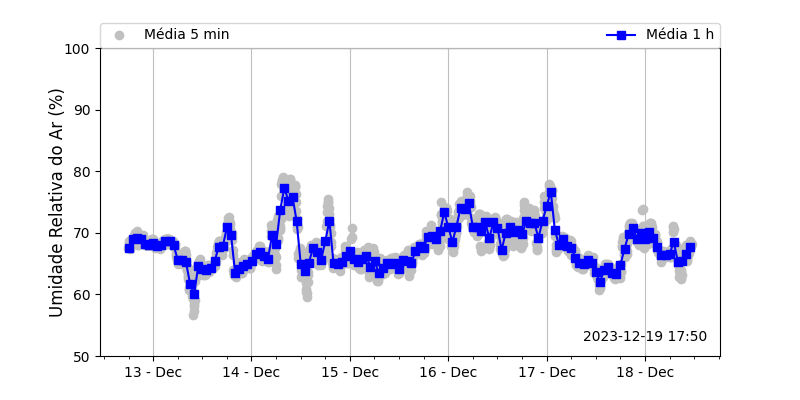 Média 5 min
Média 1 h
Umidade Relativa do Ar (%)
100
90
80
70
60
50
2023-12-19 17:50
13 - Dec
14 - Dec
15 - Dec
16 - Dec
17 - Dec
18 - Dec